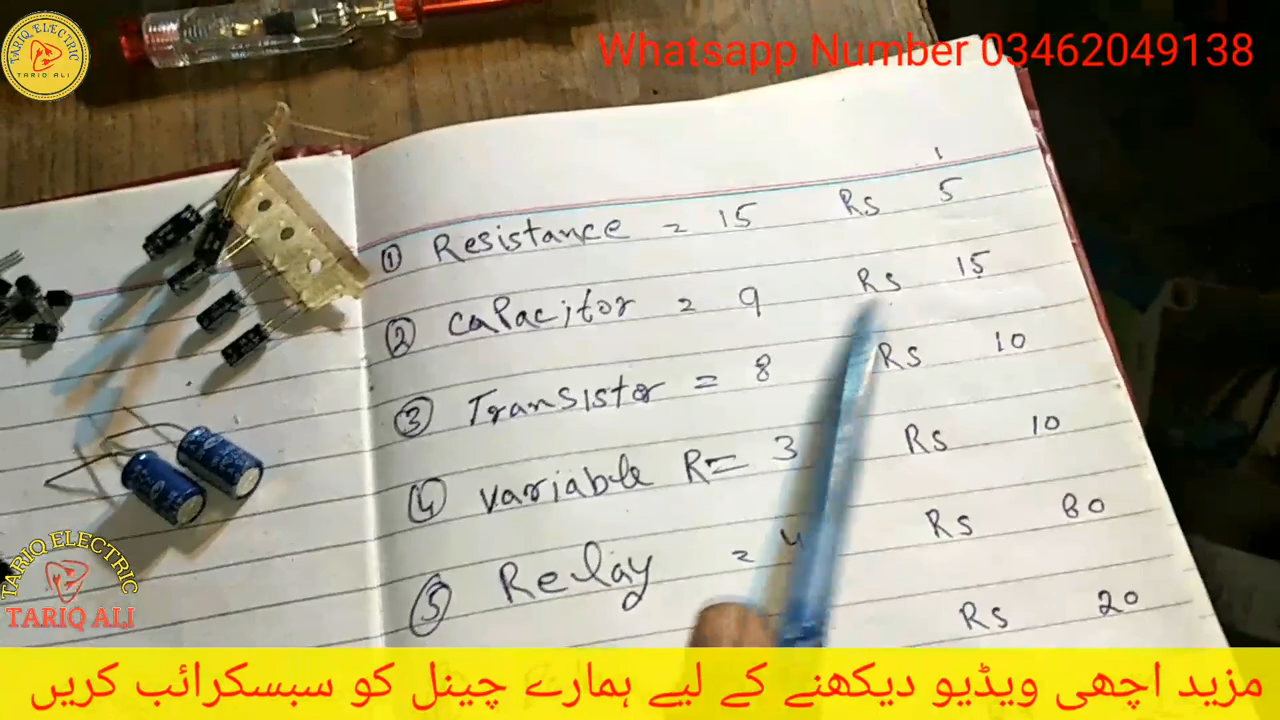 TARIQ ELECTRIC
TARIQ ALI
Whatsapp Number 03462049138
① Resistance = 15 Rs 5
② Capacitor = 9 Rs 15
③ Transistor = 8 Rs 10
④ Variable R= 3 Rs 10
⑤ Relay = 4 Rs 80
Rs 20
TARIQ ELECTRIC
TARIQ ALI
مزید اچھی ویڈیو دیکھنے کے لیے ہمارے چینل کو سبسکرائب کریں